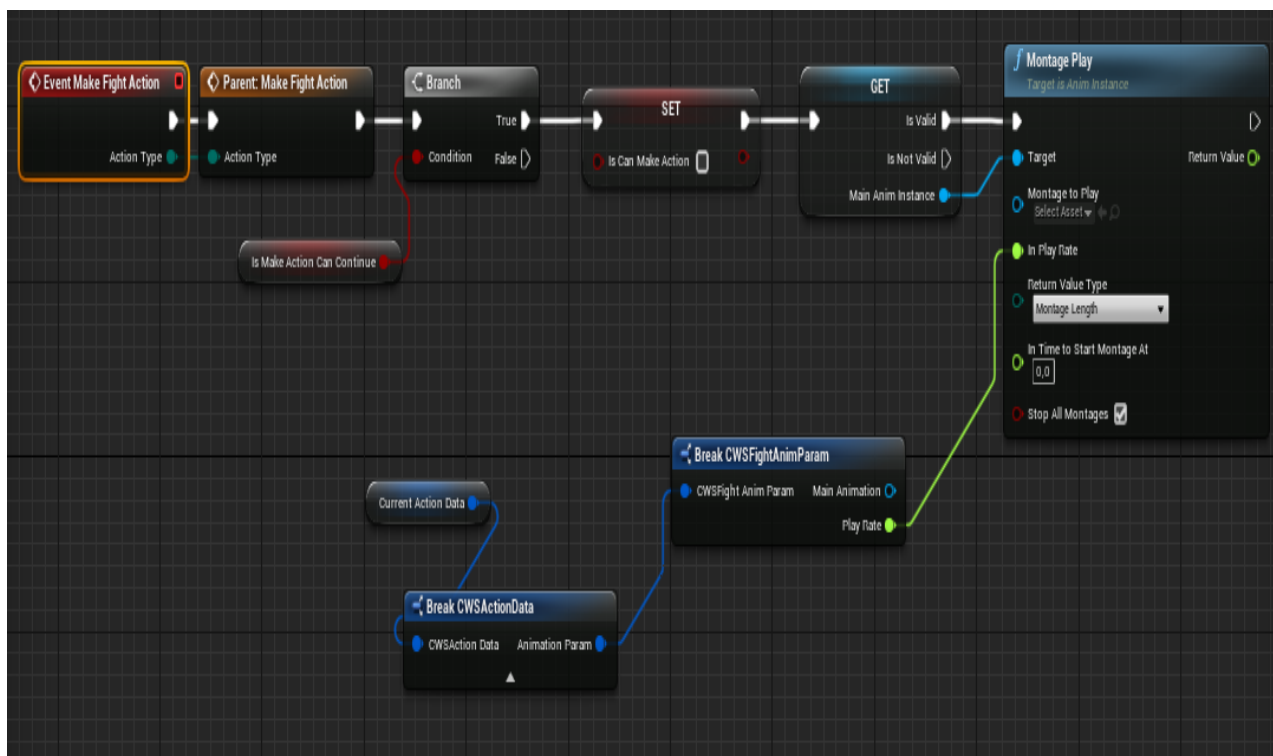 Event Make Fight Action
Action Type
Parent: Make Fight Action
Action Type
Branch
True
Condition
False
SET
Is Can Make Action
GET
Is Valid
Is Not Valid
Main Anim Instance
Montage Play
Target is Anim Instance
Target
Return Value
Montage to Play
Select Asset
In Play Rate
Return Value Type
Montage Length
In Time to Start Montage At
0,0
Stop All Montages
Is Make Action Can Continue
Break CWSFightAnimParam
CWSFight Anim Param
Main Animation
Play Rate
Current Action Data
Break CWSActionData
CWSAction Data
Animation Param